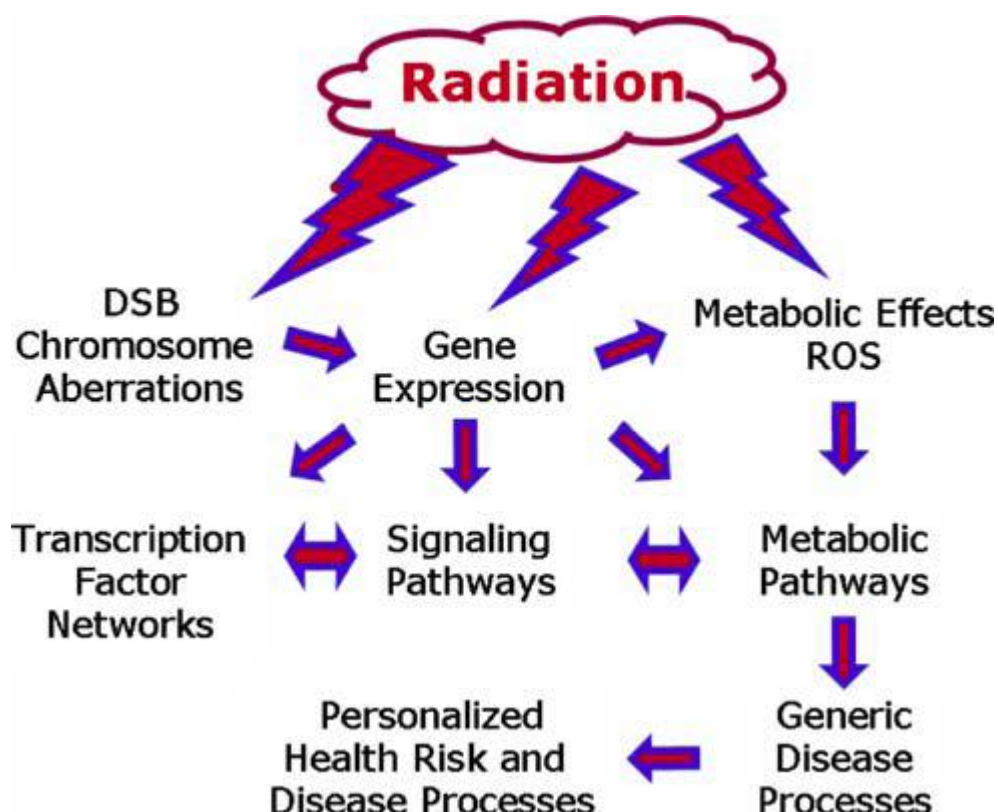 Radiation
DSB
Chromosome
Aberrations
Gene
Expression
Metabolic Effects
ROS
Transcription
Factor
Networks
Signaling
Pathways
Metabolic
Pathways
Personalized
Health Risk and
Disease Processes
Generic
Disease
Processes